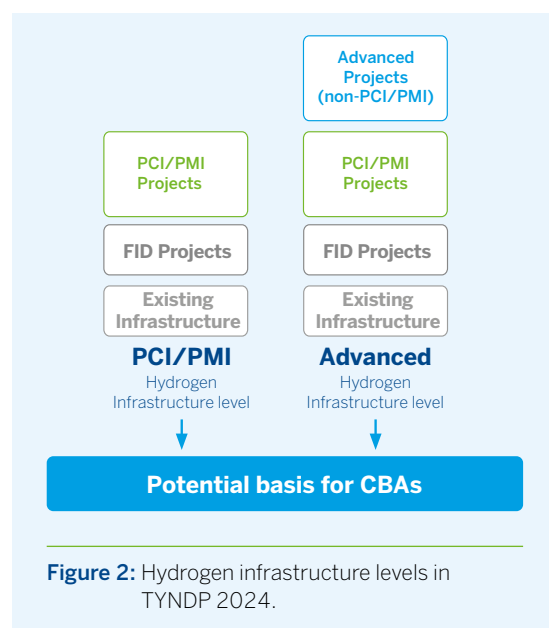 Advanced
Projects
(non-PCI/PMI)
PCI/PMI
Projects
PCI/PMI
Projects
FID Projects
FID Projects
Existing
Infrastructure
Existing
Infrastructure
PCI/PMI
Hydrogen
Infrastructure level
Advanced
Hydrogen
Infrastructure level
Potential basis for CBAs
Figure 2: Hydrogen infrastructure levels in
TYNDP 2024.